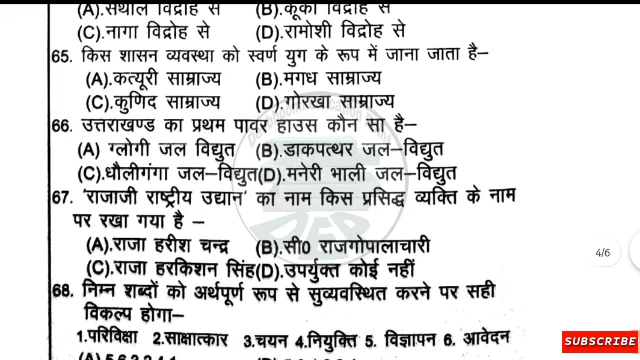 (A).संथाल विद्रोह से (B).कूका विद्रोह से
(C).नागा विद्रोह से (D).रामोशी विद्रोह से
65. किस शासन व्यवस्था को स्वर्ण युग के रूप में जाना जाता है–
(A).कत्यूरी साम्राज्य (B).मगध साम्राज्य
(C).कुणिद साम्राज्य (D).गोरखा साम्राज्य
66. उत्तराखण्ड का प्रथम पावर हाउस कौन सा है–
(A) ग्लोगी जल विद्युत (B).डाकपत्थर जल–विद्युत
(C).धौलीगंगा जल–विद्युत(D).मनेरी भाली जल–विद्युत
67. 'राजाजी राष्ट्रीय उद्यान' का नाम किस प्रसिद्ध व्यक्ति के नाम
पर रखा गया है –
(A).राजा हरीश चन्द्र (B).सी0 राजगोपालाचारी
4/6
(C).राजा हरकिशन सिंह(D).उपर्युक्त कोई नहीं
68. निम्न शब्दों को अर्थपूर्ण रूप से सुव्यवस्थित करने पर सही
विकल्प होगा–
1.परिविक्षा 2.साक्षात्कार 3.चयन 4.नियुक्ति 5. विज्ञापन 6. आवेदन
SUBSCRIBE